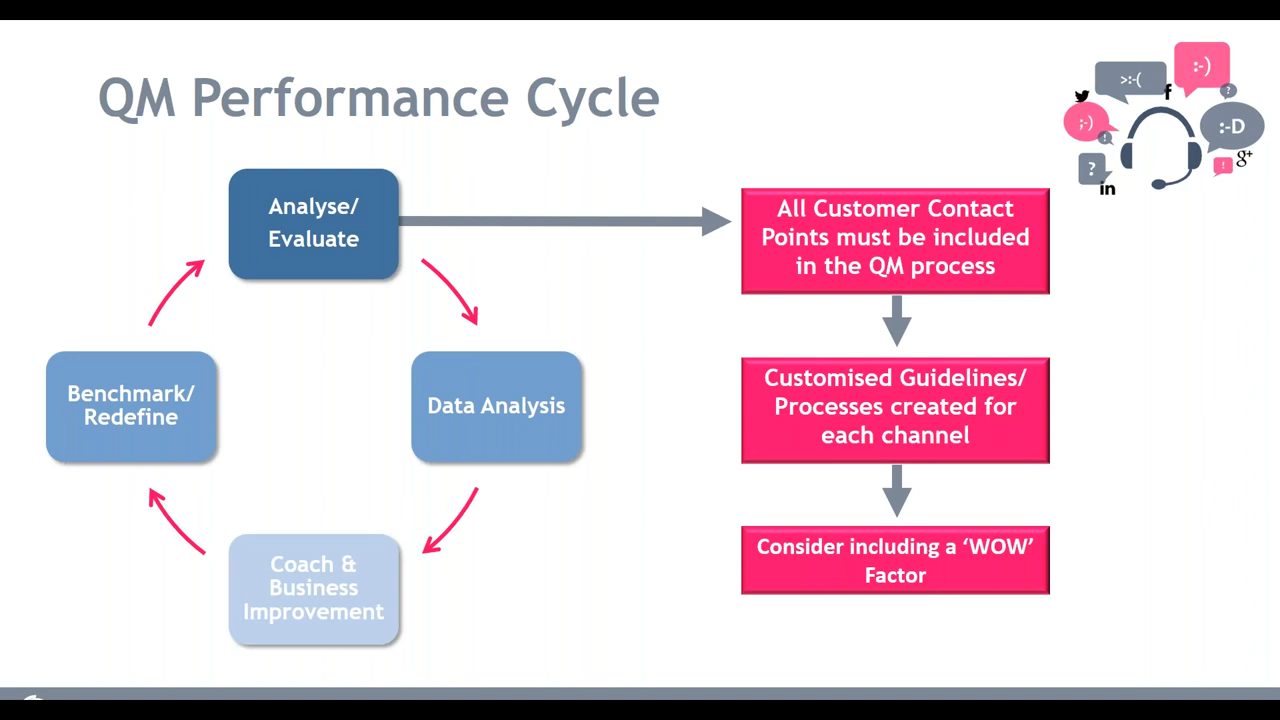 QM Performance Cycle
>:-(
:-)
?
f
;-)
!
:-D
?
!
g+
in
Analyse/
Evaluate
All Customer Contact
Points must be included
in the QM process
Benchmark/
Redefine
Data Analysis
Customised Guidelines/
Processes created for
each channel
Coach &
Business
Improvement
Consider including a ‘WOW’
Factor